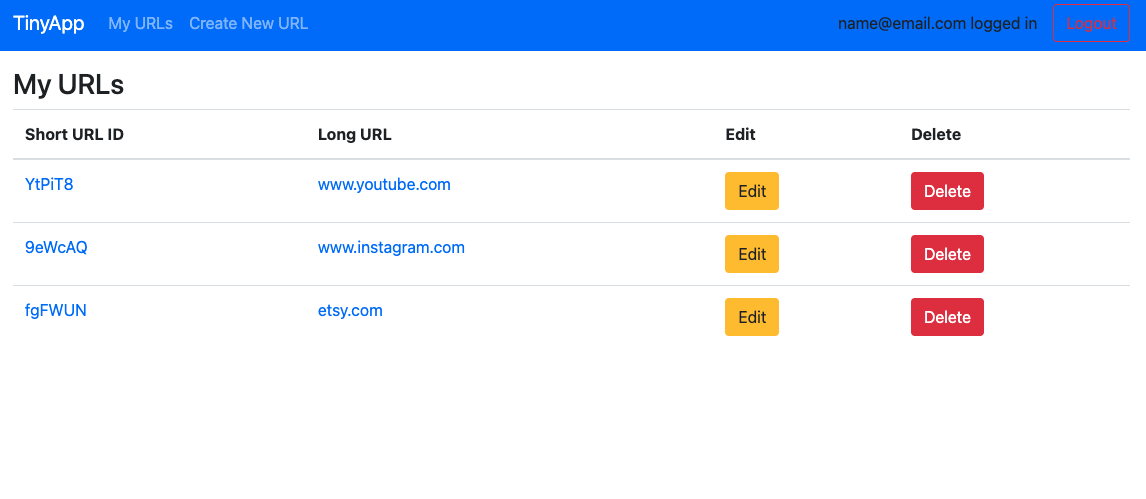 TinyApp My URLs Create New URL name@email.com logged in Logout
My URLs
Short URL ID Long URL Edit Delete
YtPiT8 www.youtube.com Edit Delete
9eWcAQ www.instagram.com Edit Delete
fgFWUN etsy.com Edit Delete